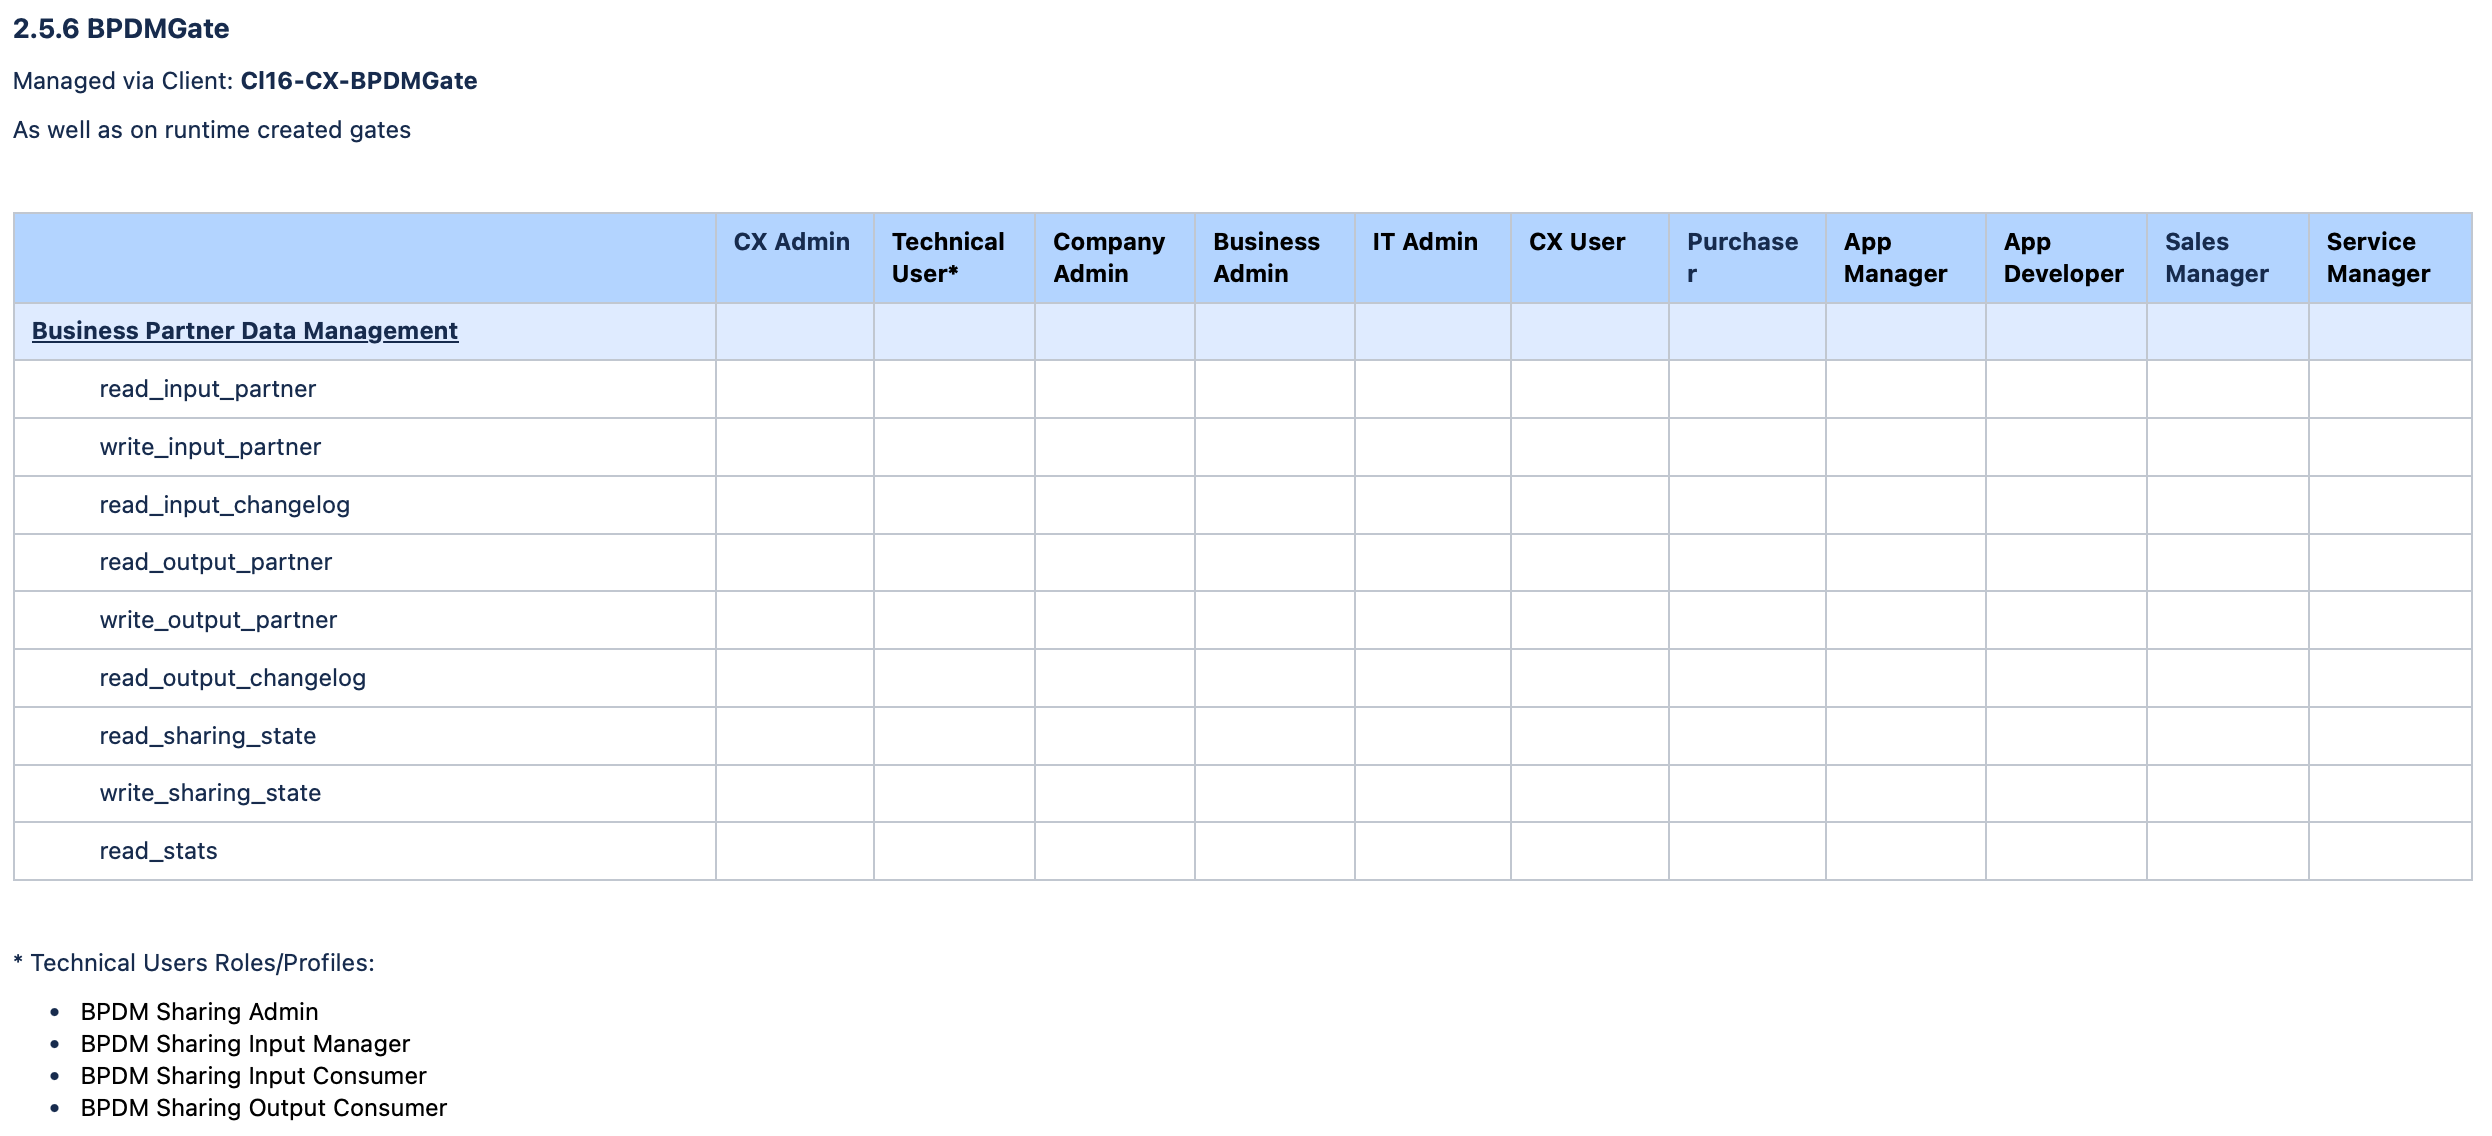 2.5.6 BPDMGate
Managed via Client: Cl16-CX-BPDMGate
As well as on runtime created gates
CX Admin Technical User* Company Admin Business Admin IT Admin CX User Purchaser App Manager App Developer Sales Manager Service Manager
Business Partner Data Management
read_input_partner
write_input_partner
read_input_changelog
read_output_partner
write_output_partner
read_output_changelog
read_sharing_state
write_sharing_state
read_stats
* Technical Users Roles/Profiles:
• BPDM Sharing Admin
• BPDM Sharing Input Manager
• BPDM Sharing Input Consumer
• BPDM Sharing Output Consumer